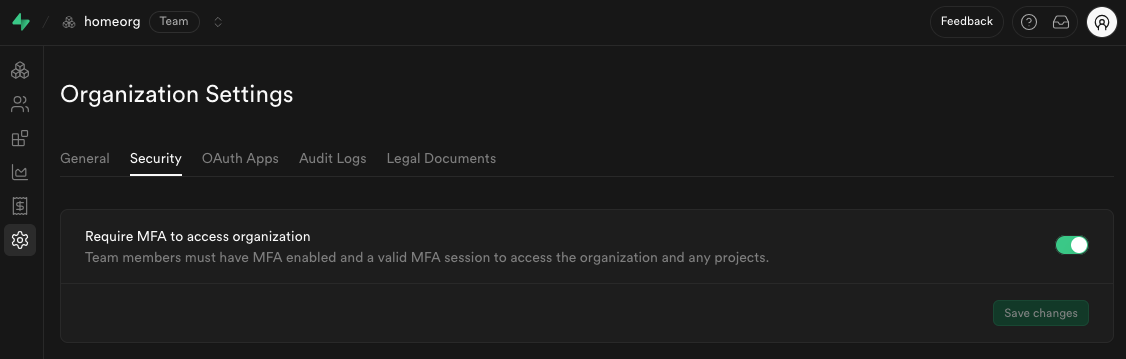 homeorg Team Feedback
Organization Settings
General Security OAuth Apps Audit Logs Legal Documents
Require MFA to access organization
Team members must have MFA enabled and a valid MFA session to access the organization and any projects.
Save changes